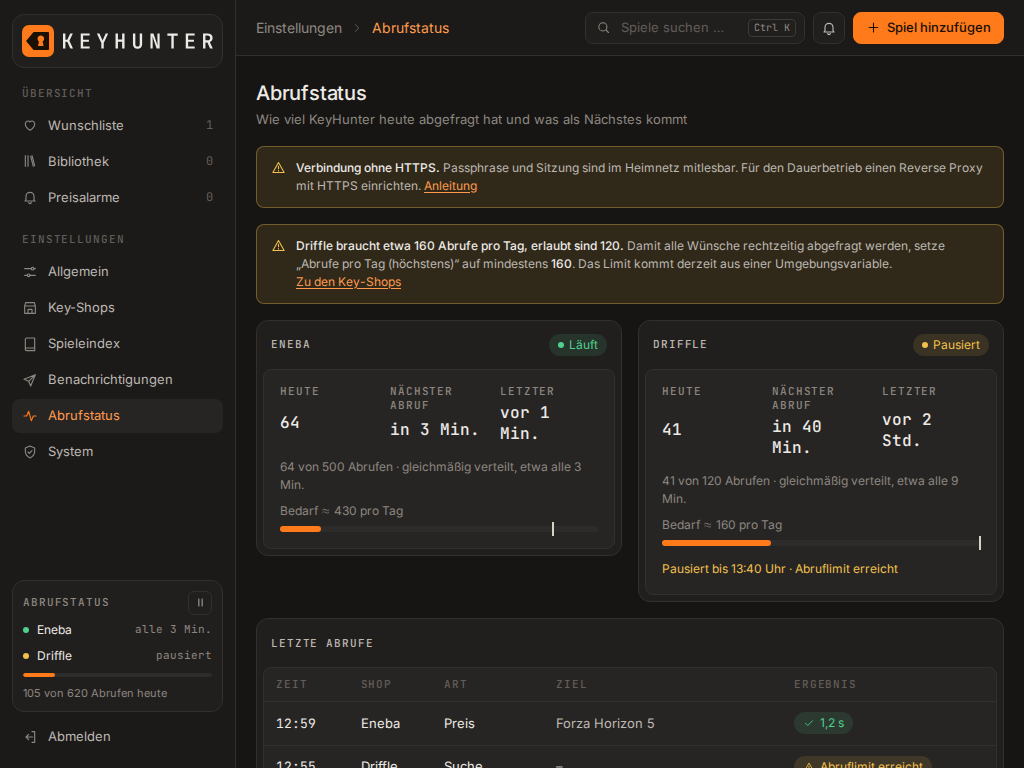 KEYHUNTER
ÜBERSICHT
Wunschliste 1
Bibliothek 0
Preisalarme 0
EINSTELLUNGEN
Allgemein
Key-Shops
Spieleindex
Benachrichtigungen
Abrufstatus
System
ABRUFSTATUS
Eneba alle 3 Min.
Driffle pausiert
105 von 620 Abrufen heute
Abmelden
Einstellungen > Abrufstatus
Spiele suchen … Ctrl K
+ Spiel hinzufügen
Abrufstatus
Wie viel KeyHunter heute abgefragt hat und was als Nächstes kommt
Verbindung ohne HTTPS. Passphrase und Sitzung sind im Heimnetz mitlesbar. Für den Dauerbetrieb einen Reverse Proxy
mit HTTPS einrichten. Anleitung
Driffle braucht etwa 160 Abrufe pro Tag, erlaubt sind 120. Damit alle Wünsche rechtzeitig abgefragt werden, setze
„Abrufe pro Tag (höchstens)“ auf mindestens 160. Das Limit kommt derzeit aus einer Umgebungsvariable.
Zu den Key-Shops
ENEBA Läuft
HEUTE NÄCHSTER LETZTER
ABRUF
64 in 3 Min. vor 1
Min.
64 von 500 Abrufen · gleichmäßig verteilt, etwa alle 3
Min.
Bedarf ≈ 430 pro Tag
DRIFFLE Pausiert
HEUTE NÄCHSTER LETZTER
ABRUF
41 in 40 vor 2
Min. Std.
41 von 120 Abrufen · gleichmäßig verteilt, etwa alle 9
Min.
Bedarf ≈ 160 pro Tag
Pausiert bis 13:40 Uhr · Abruflimit erreicht
LETZTE ABRUFE
ZEIT SHOP ART ZIEL ERGEBNIS
12:59 Eneba Preis Forza Horizon 5 1,2 s
12:55 Driffle Suche – Abruflimit erreicht